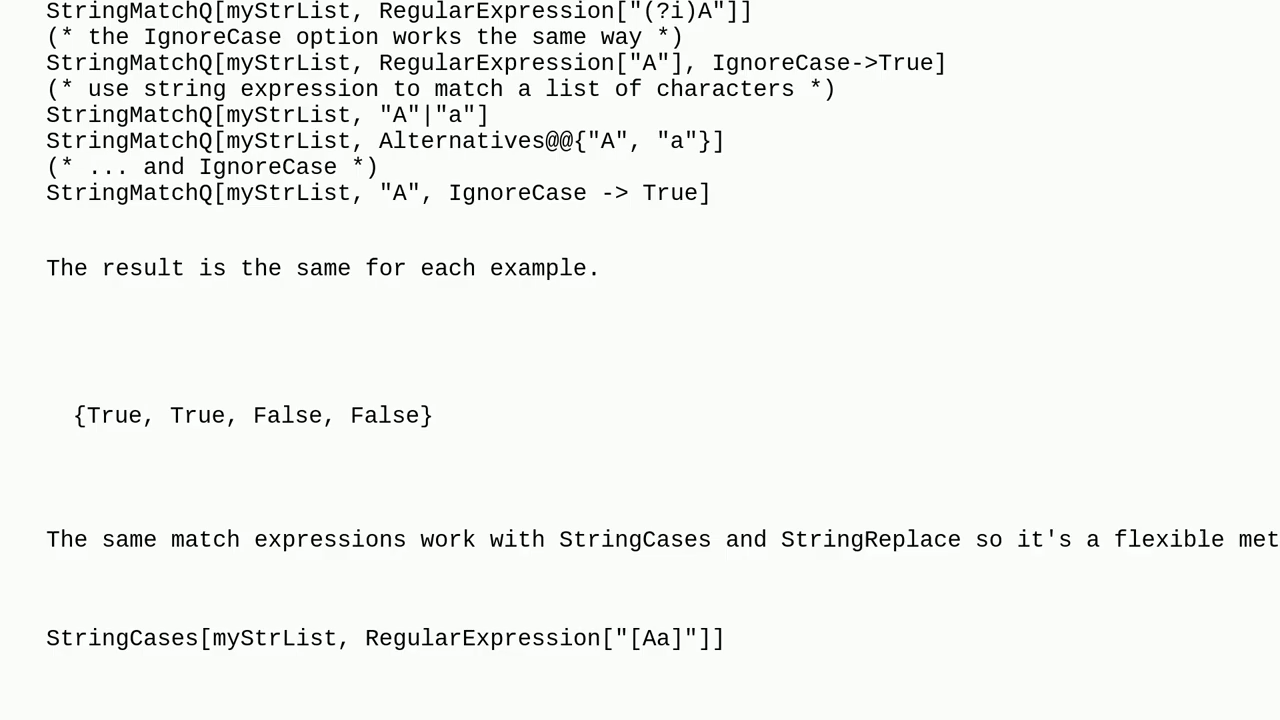 StringMatchQ[myStrList, RegularExpression["(?i)A"]]
(* the IgnoreCase option works the same way *)
StringMatchQ[myStrList, RegularExpression["A"], IgnoreCase->True]
(* use string expression to match a list of characters *)
StringMatchQ[myStrList, "A"|"a"]
StringMatchQ[myStrList, Alternatives@@{"A", "a"}]
(* ... and IgnoreCase *)
StringMatchQ[myStrList, "A", IgnoreCase -> True]
The result is the same for each example.
{True, True, False, False}
The same match expressions work with StringCases and StringReplace so it's a flexible met
StringCases[myStrList, RegularExpression["[Aa]"]]